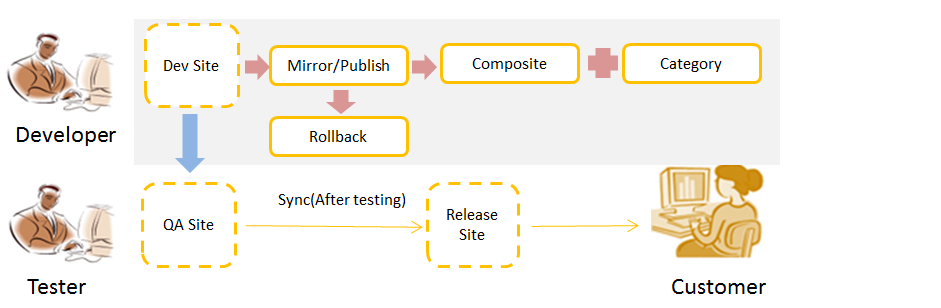 Dev Site
Mirror/Publish
Composite
Category
Developer
Rollback
QA Site
Sync(After testing)
Release
Site
Tester
Customer